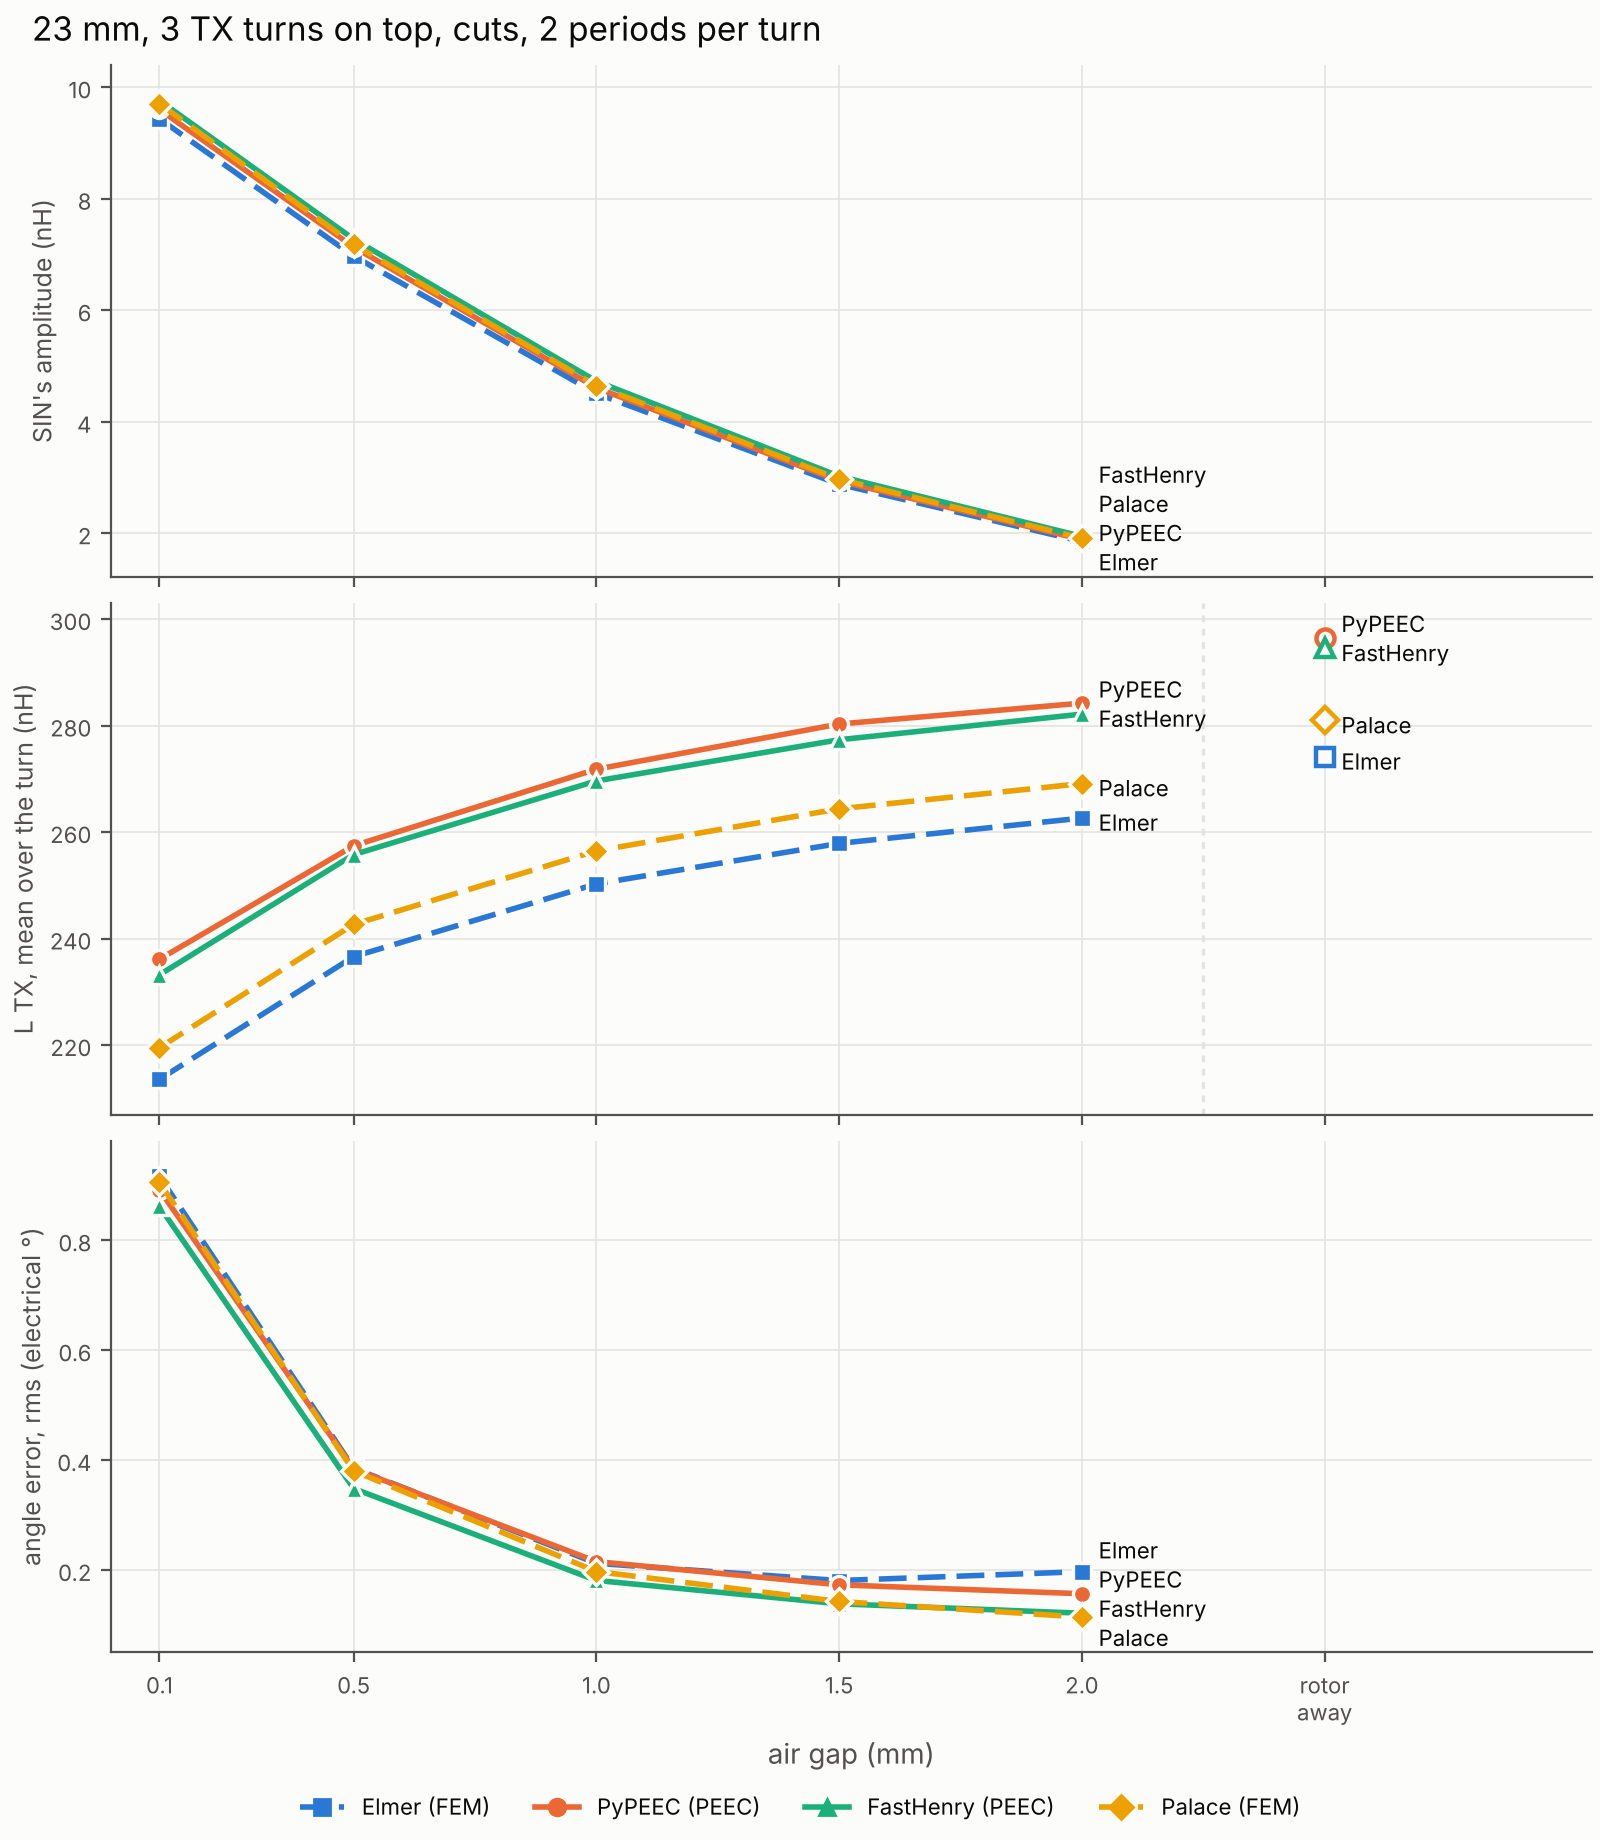 23 mm, 3 TX turns on top, cuts, 2 periods per turn
SIN's amplitude (nH)
10
8
6
4
2
FastHenry
Palace
PyPEEC
Elmer
L TX, mean over the turn (nH)
300
280
260
240
220
PyPEEC
FastHenry
Palace
Elmer
PyPEEC
FastHenry
Palace
Elmer
angle error, rms (electrical °)
0.8
0.6
0.4
0.2
Elmer
PyPEEC
FastHenry
Palace
0.1 0.5 1.0 1.5 2.0 rotor
away
air gap (mm)
Elmer (FEM) PyPEEC (PEEC) FastHenry (PEEC) Palace (FEM)